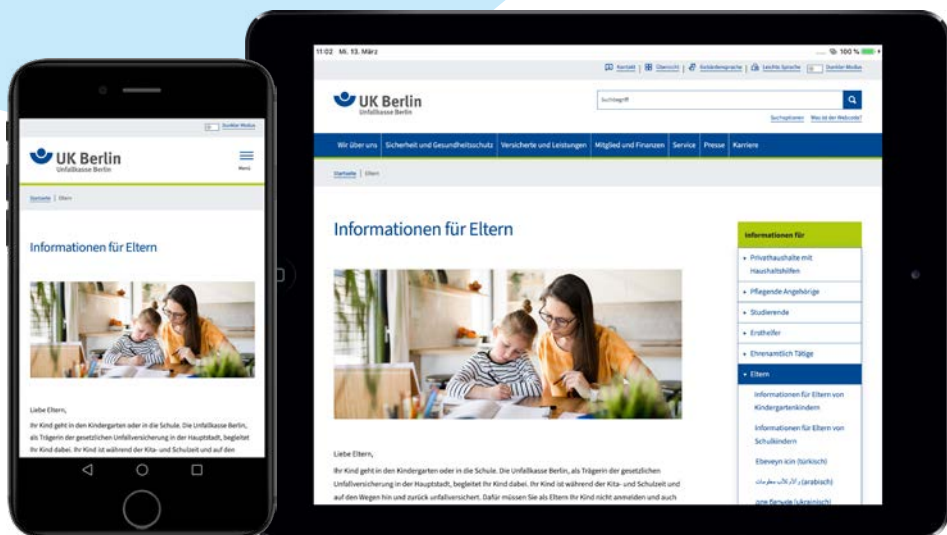 Dunkler Modus
UK Berlin
Unfallkasse Berlin
Menü
Startseite | Eltern
Informationen für Eltern
Liebe Eltern,
Ihr Kind geht in den Kindergarten oder in die Schule. Die Unfallkasse Berlin,
als Trägerin der gesetzlichen Unfallversicherung in der Hauptstadt, begleitet
Ihr Kind dabei. Ihr Kind ist während der Kita- und Schulzeit und auf den
11:02 Mi. 13. März
100 %
Kontakt | Übersicht | Gebärdensprache | Leichte Sprache | Dunkler Modus
UK Berlin
Unfallkasse Berlin
Suchbegriff
Suchoptionen Was ist der Webcode?
Wir über uns Sicherheit und Gesundheitsschutz Versicherte und Leistungen Mitglied und Finanzen Service Presse Karriere
Startseite | Eltern
Informationen für Eltern
Liebe Eltern,
Ihr Kind geht in den Kindergarten oder in die Schule. Die Unfallkasse Berlin, als Trägerin der gesetzlichen
Unfallversicherung in der Hauptstadt, begleitet Ihr Kind dabei. Ihr Kind ist während der Kita- und Schulzeit und
auf den Wegen hin und zurück unfallversichert. Dafür müssen Sie als Eltern Ihr Kind nicht anmelden und auch
Informationen für
Privathaushalte mit
Haushaltshilfen
Pflegende Angehörige
Studierende
Ersthelfer
Ehrenamtlich Tätige
Eltern
Informationen für Eltern von
Kindergartenkindern
Informationen für Eltern von
Schulkindern
Ebeveyn icin (türkisch)
(arabisch)
(ukrainisch)